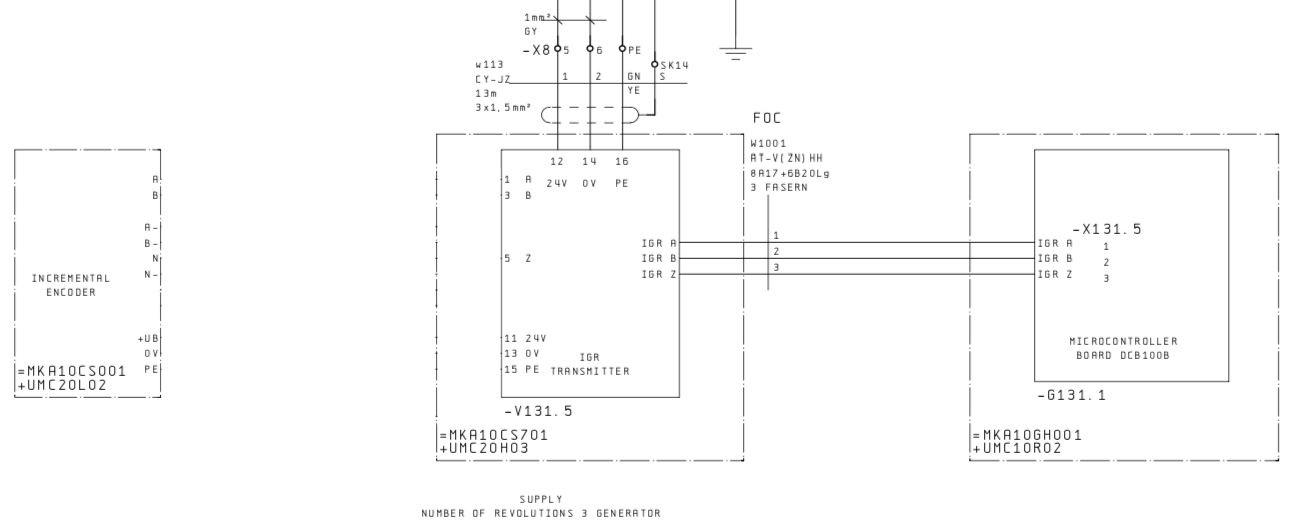 1mm²
GY
-X8 5 6 PE
SK14
W113
CY-JZ 1 2 GN S
13m YE
3x1,5mm²
FOC
W1001
AT-V(ZN)HH
8A17+6B20Lg
3 FASERN
12 14 16
24V 0V PE
1 A
3 B
5 Z
11 24V
13 0V
15 PE
IGR
TRANSMITTER
IGR A
IGR B
IGR Z
-V131.5
=MKA10CS701
+UMC20H03
1
2
3
A
B
A-
B-
N
N-
+UB
0V
PE
INCREMENTAL
ENCODER
=MKA10CS001
+UMC20L02
-X131.5
IGR A 1
IGR B 2
IGR Z 3
MICROCONTROLLER
BOARD DCB100B
-G131.1
=MKA10GH001
+UMC10R02
SUPPLY
NUMBER OF REVOLUTIONS 3 GENERATOR